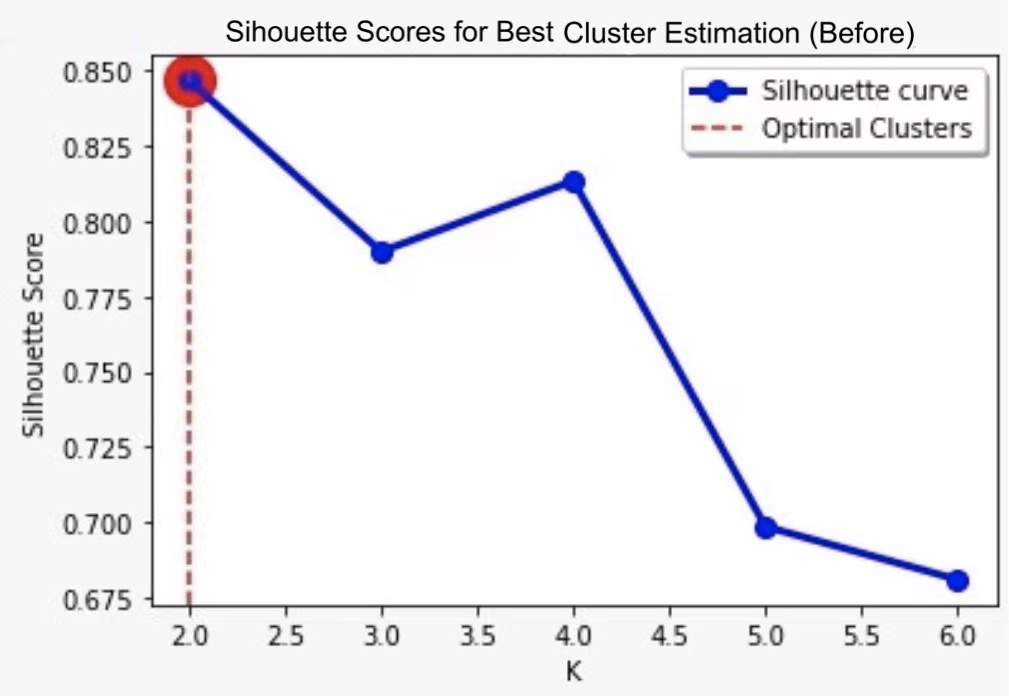 Sihouette Scores for Best Cluster Estimation (Before)
Silhouette curve
Optimal Clusters
Silhouette Score
0.850
0.825
0.800
0.775
0.750
0.725
0.700
0.675
2.0 2.5 3.0 3.5 4.0 4.5 5.0 5.5 6.0
K